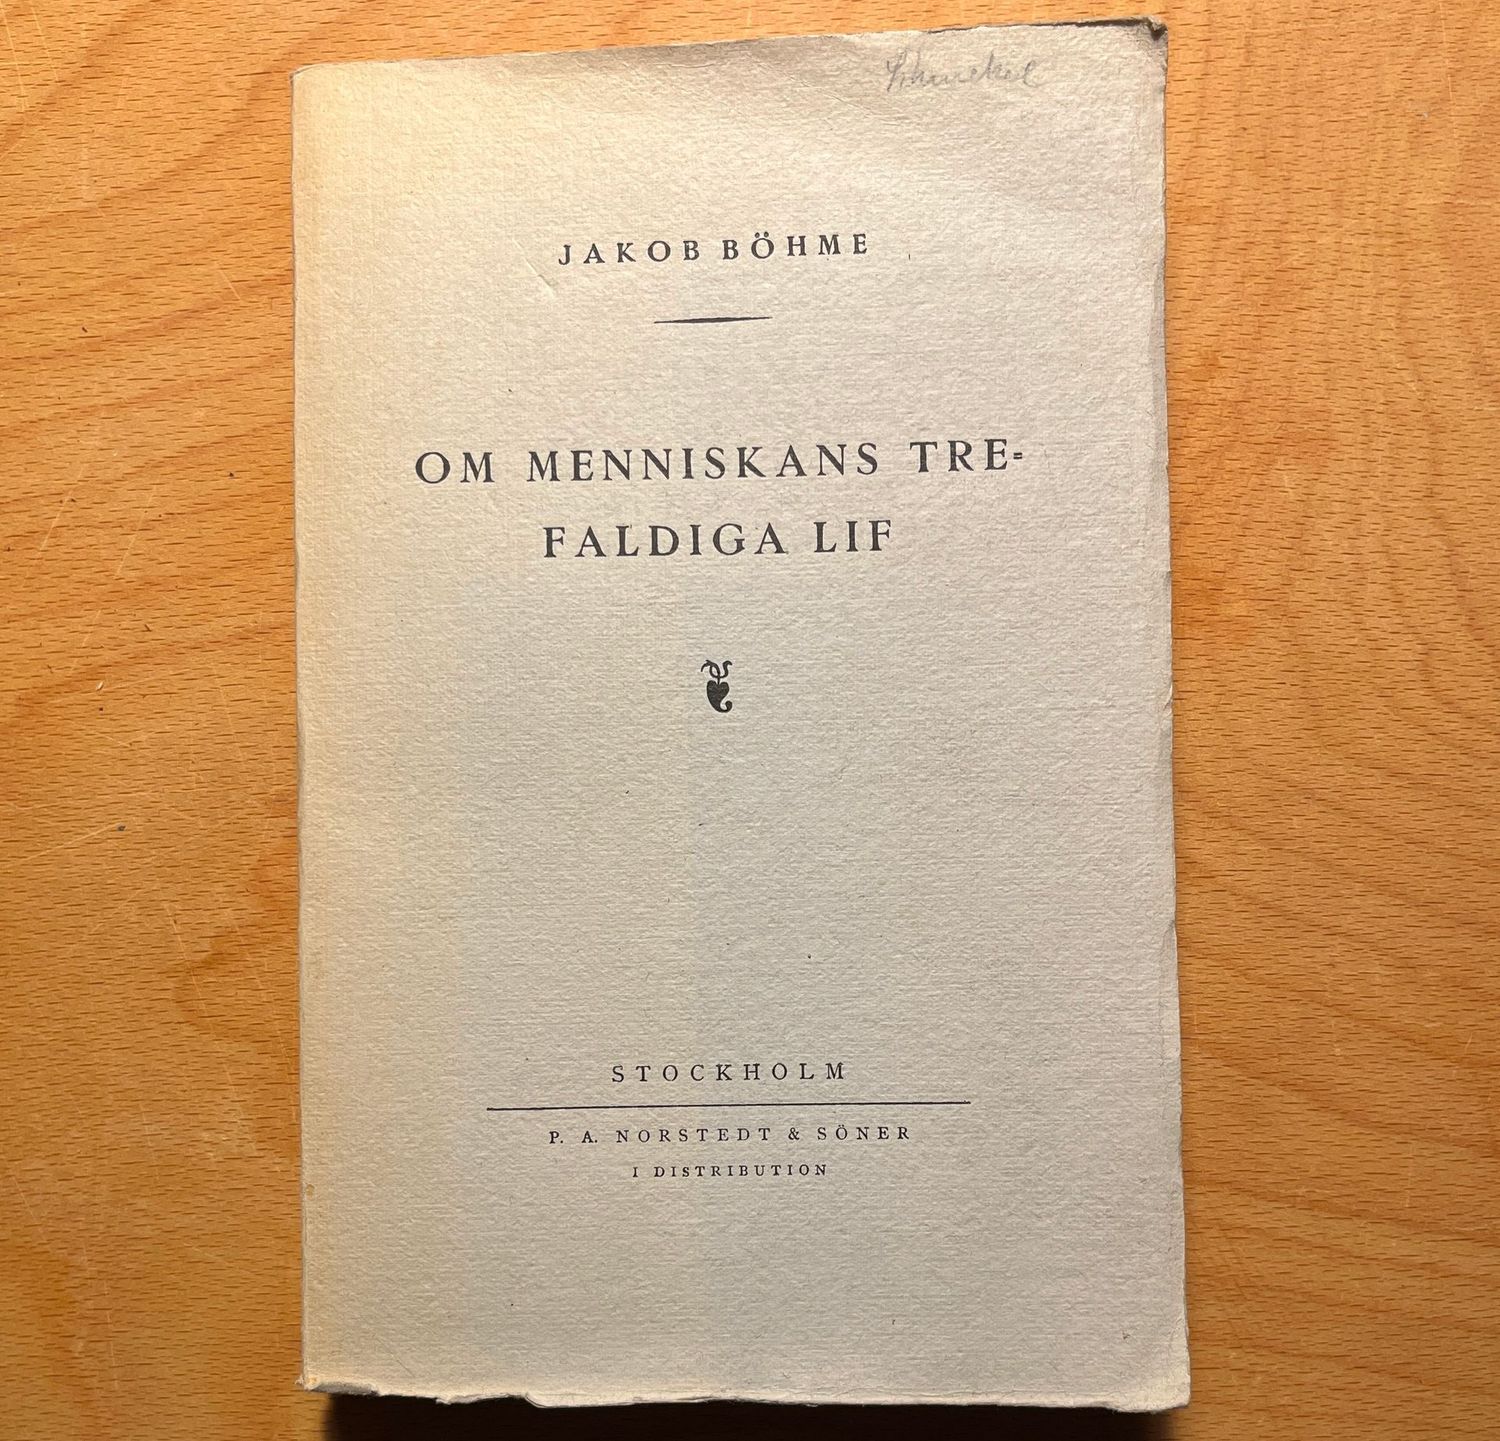 JAKOB BÖHME
OM MENNISKANS TRE-
FALDIGA LIF
STOCKHOLM
P. A. NORSTEDT & SÖNER
I DISTRIBUTION